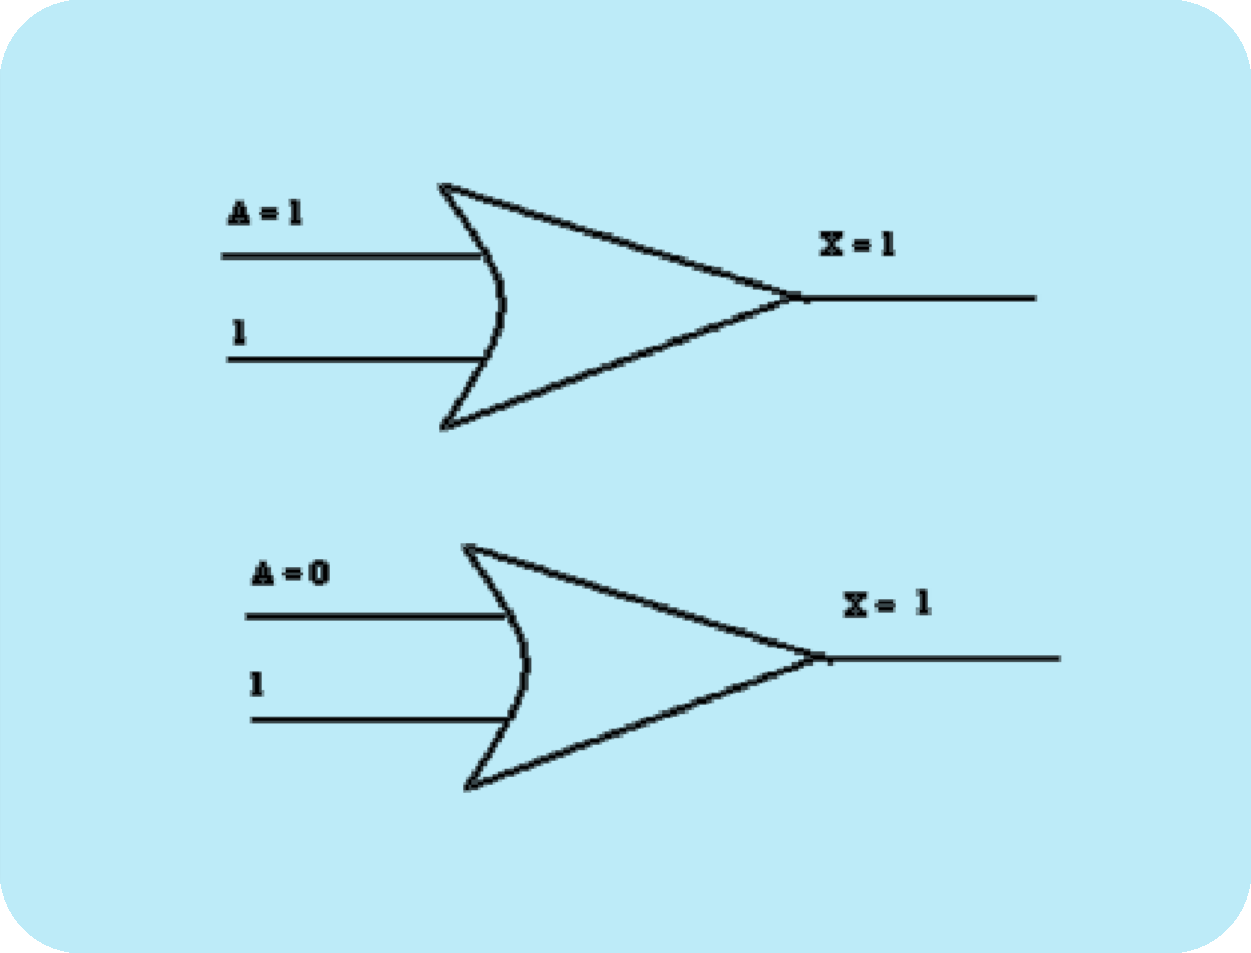 A = 1
X = 1
1
A = 0
X = 1
1